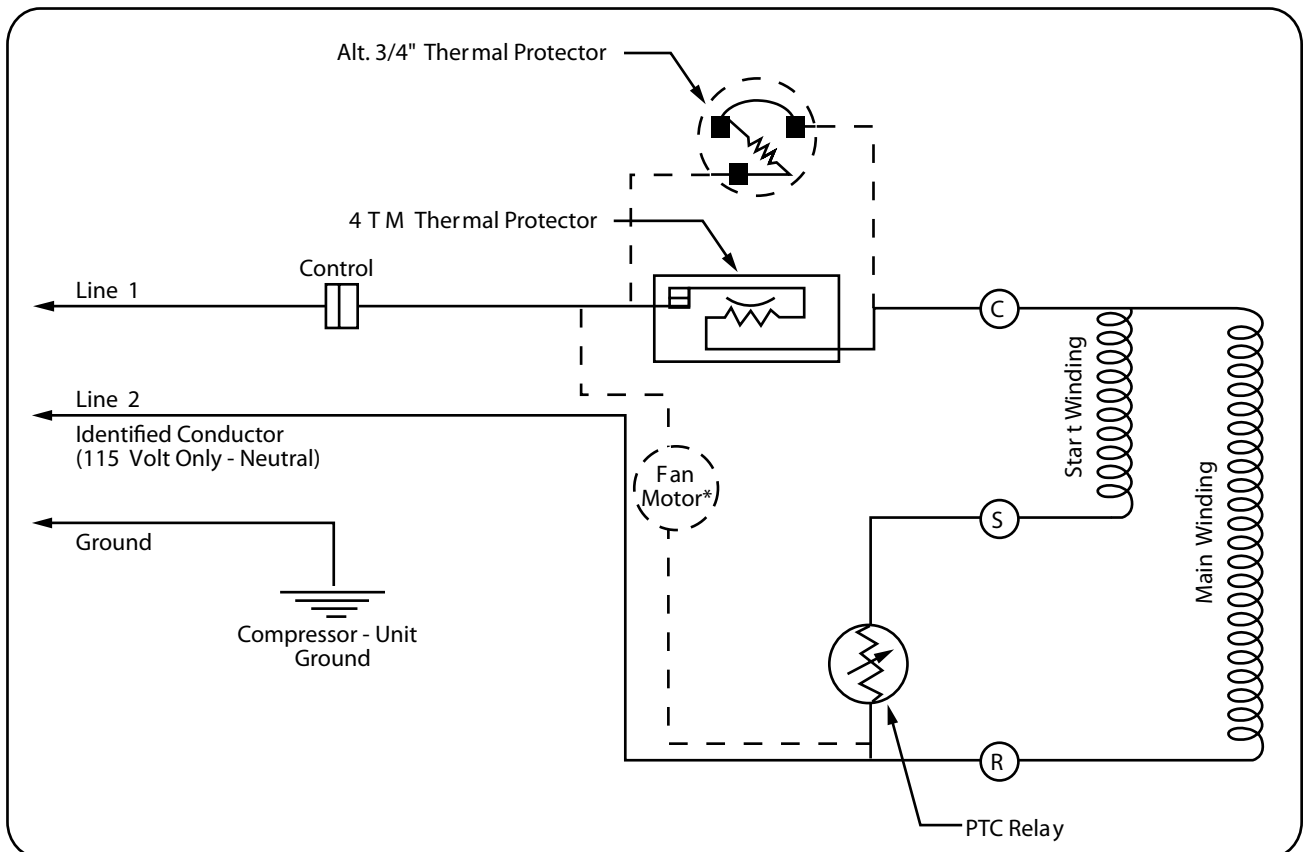 Alt. 3/4" Thermal Protector
4 T M Thermal Protector
Control
Line 1
C
Line 2
Identified Conductor
(115 Volt Only - Neutral)
Start Winding
Fan
Motor*
S
Main Winding
Ground
Compressor - Unit
Ground
R
PTC Relay